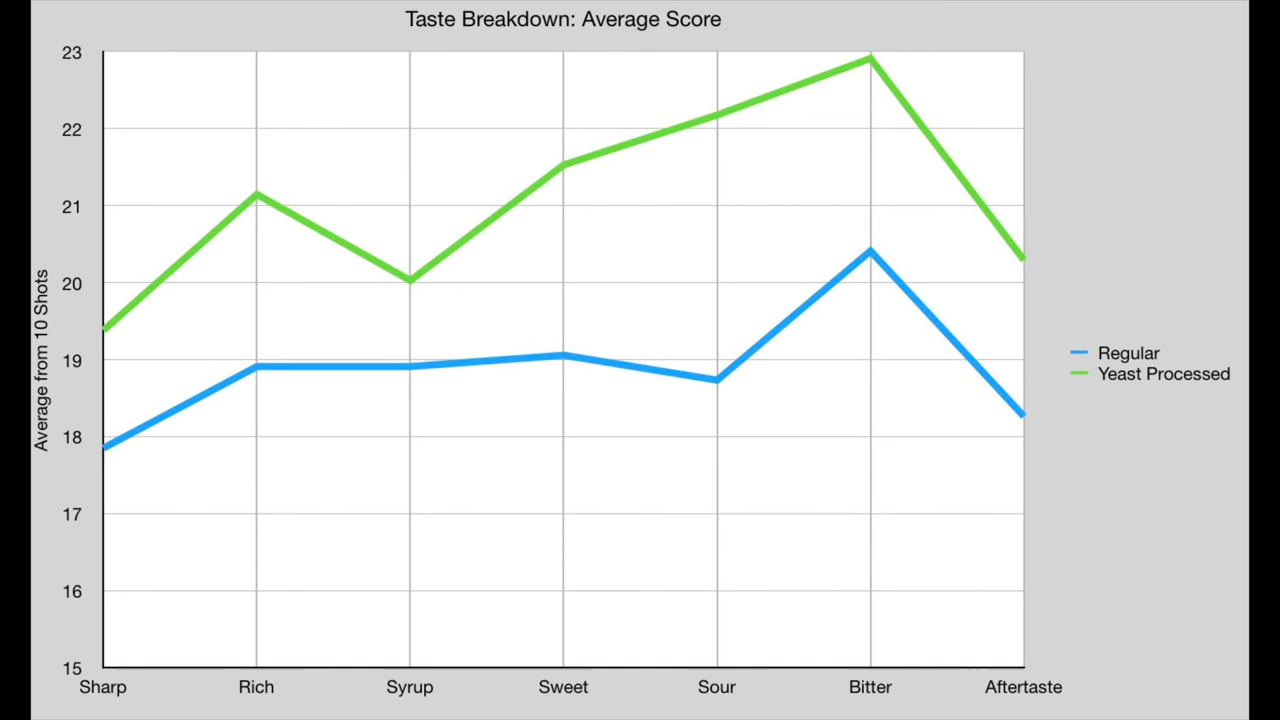 Taste Breakdown: Average Score
23
22
21
20
19
18
17
16
15
Average from 10 Shots
Sharp
Rich
Syrup
Sweet
Sour
Bitter
Aftertaste
Regular
Yeast Processed